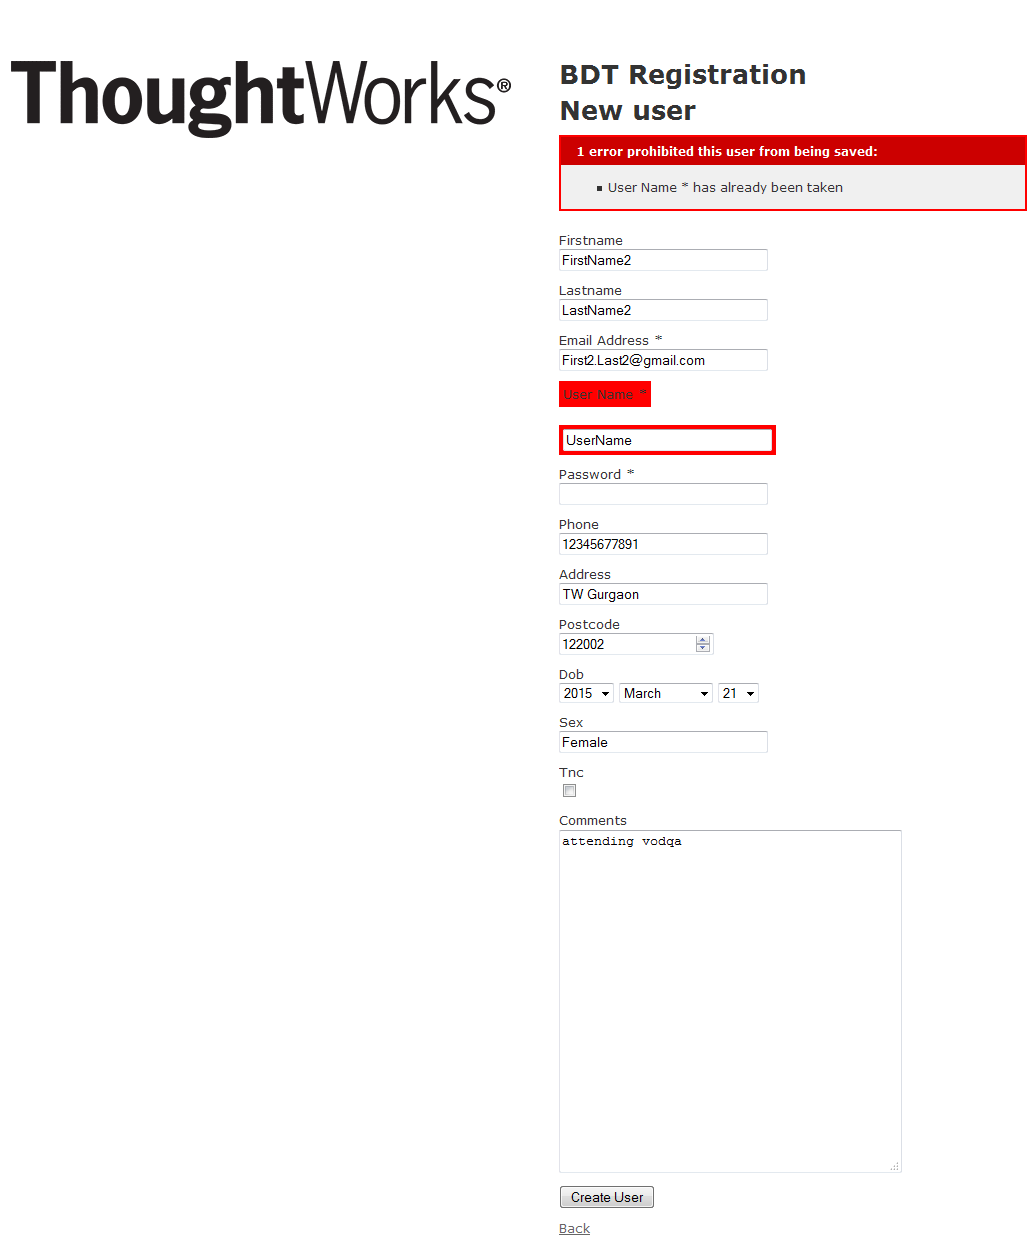 ThoughtWorks®
BDT Registration
New user
1 error prohibited this user from being saved:
User Name * has already been taken
Firstname
FirstName2
Lastname
LastName2
Email Address *
First2.Last2@gmail.com
User Name *
UserName
Password *
Phone
12345677891
Address
TW Gurgaon
Postcode
122002
Dob
2015 March 21
Sex
Female
Tnc
Comments
attending vodqa
Create User
Back